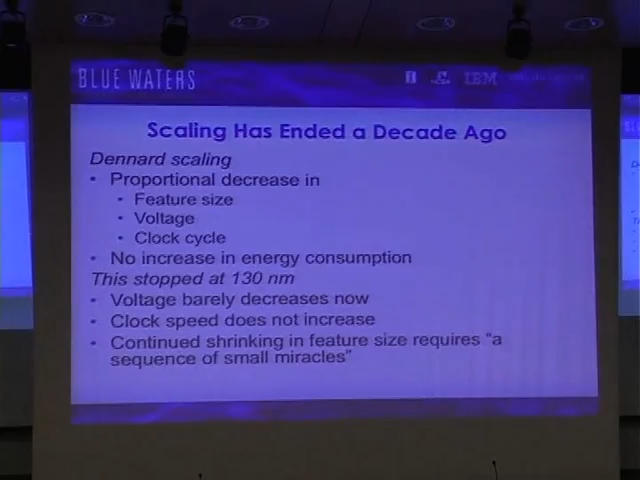 BLUE WATERS
I IBM
Scaling Has Ended a Decade Ago
Dennard scaling
• Proportional decrease in
• Feature size
• Voltage
• Clock cycle
• No increase in energy consumption
This stopped at 130 nm
• Voltage barely decreases now
• Clock speed does not increase
• Continued shrinking in feature size requires "a
sequence of small miracles"